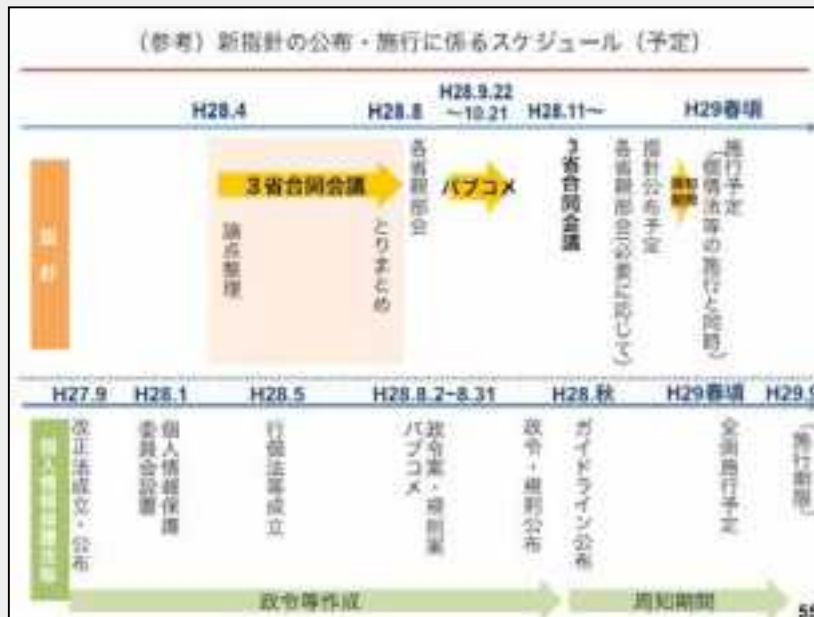 （参考）新指針の公布・施行に係るスケジュール（予定）
H28.4
H28.8
H28.9.22
～10.21
H28.11～
H29春頃
指針
3省合同会議
論点整理
とりまとめ
各省親部会
パブコメ
3省合同会議
各省親部会（必要に応じて）
指針公布予定
周知
期間
施行予定
（個情法等の施行と同時）
H27.9
H28.1
H28.5
H28.8.2-8.31
H28.秋
H29春頃
H29.9
改正法成立・公布
個人情報保護
委員会設置
行個法等成立
政令案・規則案
パブコメ
政令・規則公布
ガイドライン公布
全面施行予定
（施行期限）
政令等作成
周知期間
55